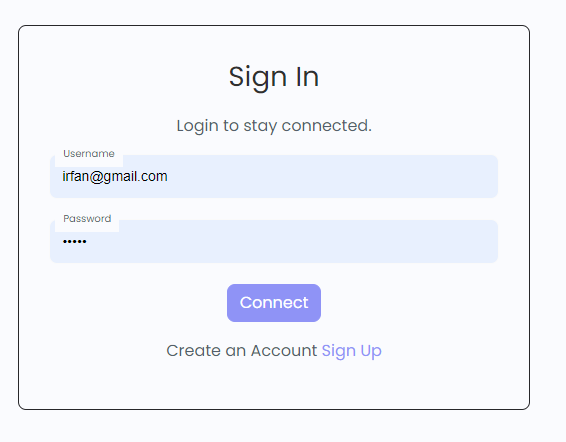 Sign In
Login to stay connected.
Username
irfan@gmail.com
Password
•••••
Connect
Create an Account Sign Up